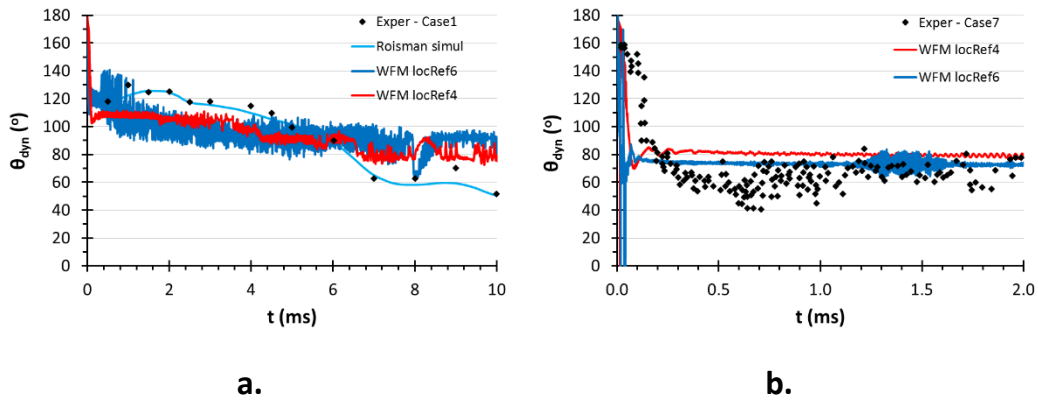 180
160
140
120
100
80
60
40
20
0
θdyn (°)
Exper - Case1
Roisman simul
WFM locRef6
WFM locRef4
0 2 4 6 8 10
t (ms)
a.
180
160
140
120
100
80
60
40
20
0
θdyn (°)
Exper - Case7
WFM locRef4
WFM locRef6
0.0 0.5 1.0 1.5 2.0
t (ms)
b.